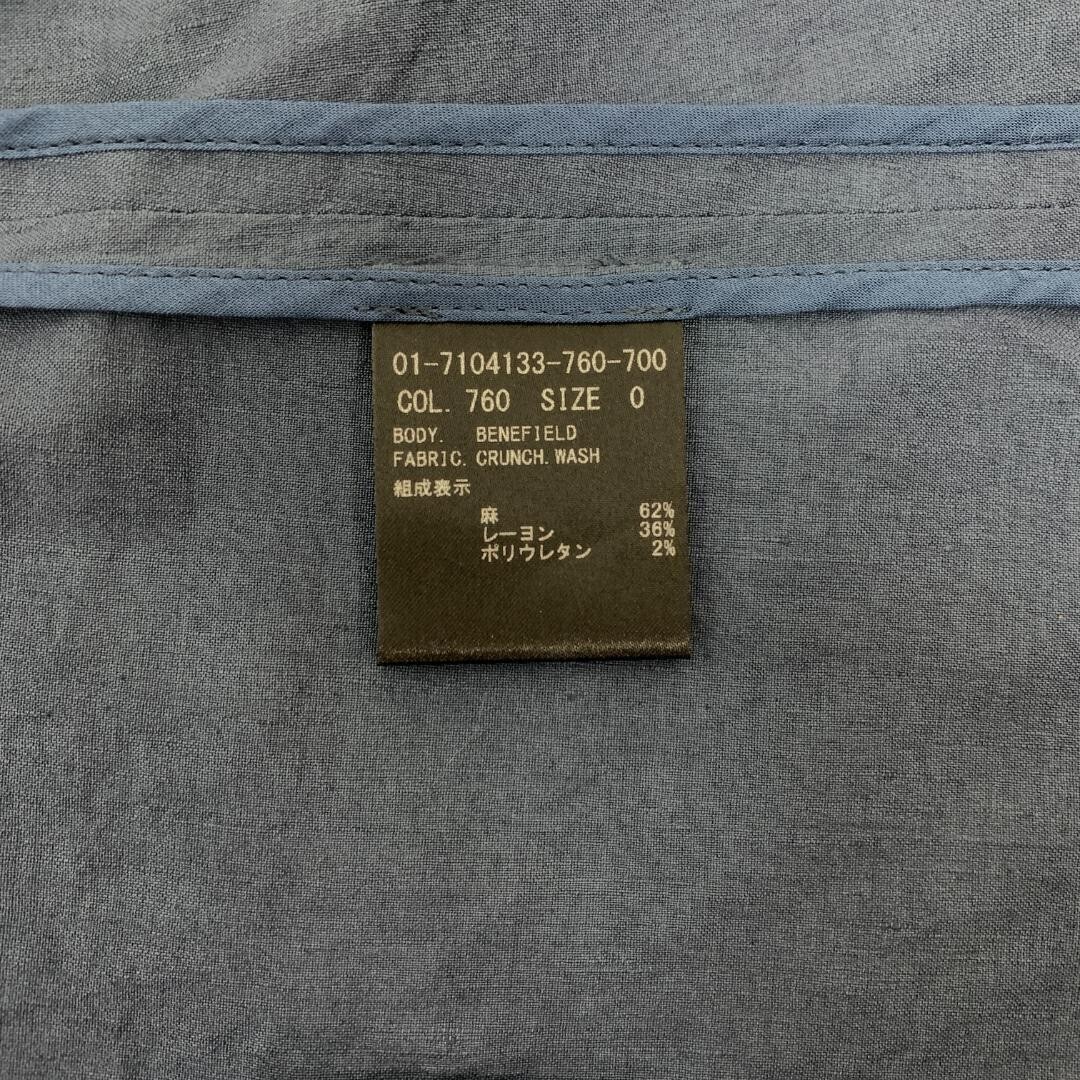 01-7104133-760-700
COL. 760 SIZE 0
BODY. BENEFIELD
FABRIC. CRUNCH. WASH
組成表示
麻 62%
レーヨン 36%
ポリウレタン 2%